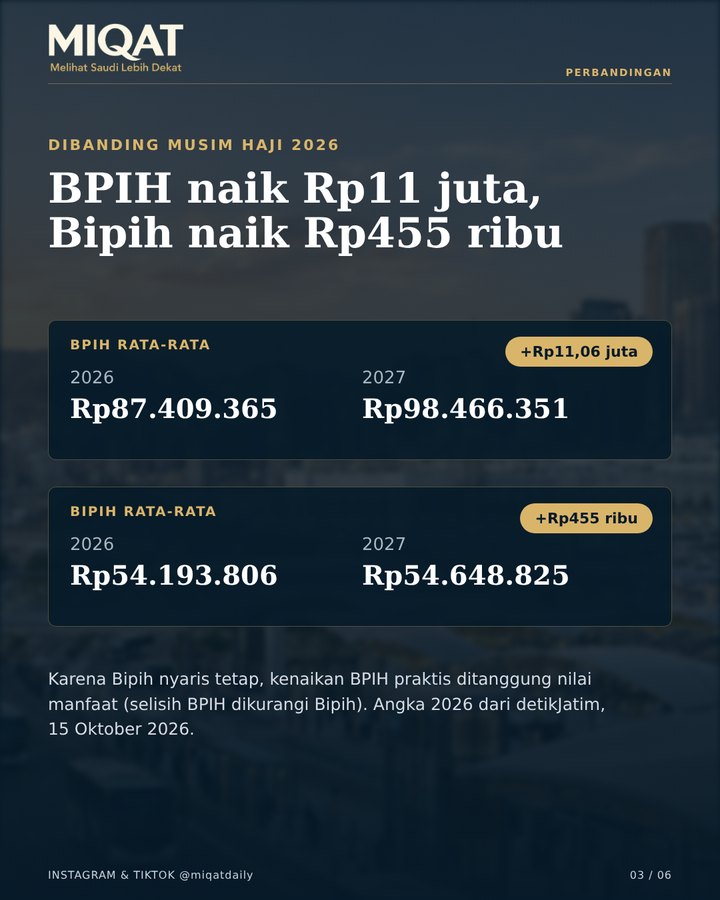 MIQAT
Melihat Saudi Lebih Dekat
PERBANDINGAN
DIBANDING MUSIM HAJI 2026
BPIH naik Rp11 juta,
Bipih naik Rp455 ribu
BPIH RATA-RATA
+Rp11,06 juta
2026
2027
Rp87.409.365
Rp98.466.351
BIPIH RATA-RATA
+Rp455 ribu
2026
2027
Rp54.193.806
Rp54.648.825
Karena Bipih nyaris tetap, kenaikan BPIH praktis ditanggung nilai
manfaat (selisih BPIH dikurangi Bipih). Angka 2026 dari detikJatim,
15 Oktober 2026.
INSTAGRAM & TIKTOK @miqatdaily
03 / 06